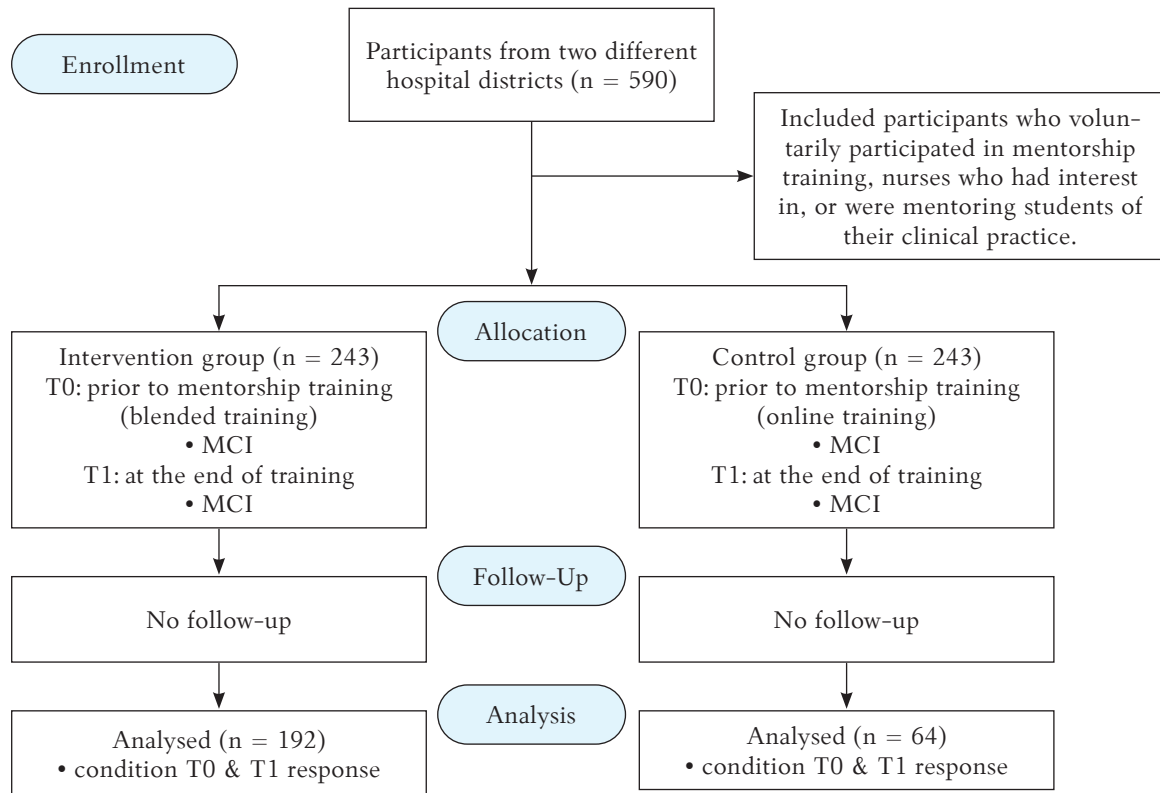 Enrollment
Participants from two different
hospital districts (n = 590)
Included participants who volun-
tarily participated in mentorship
training, nurses who had interest
in, or were mentoring students of
their clinical practice.
Allocation
Intervention group (n = 243)
T0: prior to mentorship training
(blended training)
• MCI
T1: at the end of training
• MCI
Control group (n = 243)
T0: prior to mentorship training
(online training)
• MCI
T1: at the end of training
• MCI
Follow-Up
No follow-up
No follow-up
Analysis
Analysed (n = 192)
• condition T0 & T1 response
Analysed (n = 64)
• condition T0 & T1 response